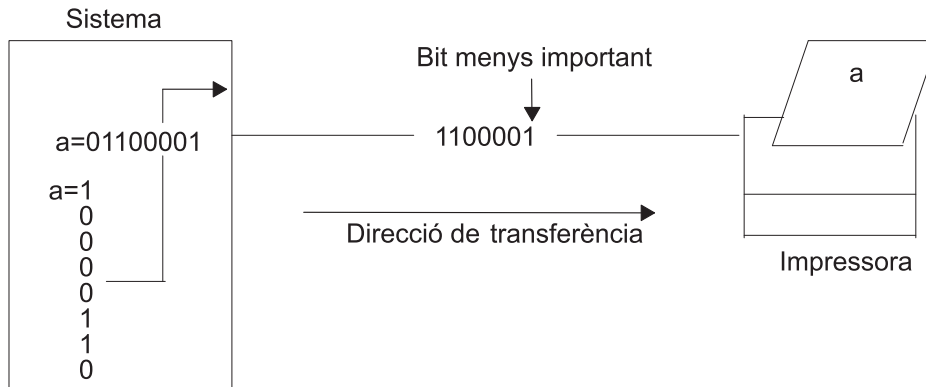 Sistema
Bit menys important
a
a=01100001
1100001
a=1
0
0
0
0
1
1
0
Direcció de transferència
Impressora